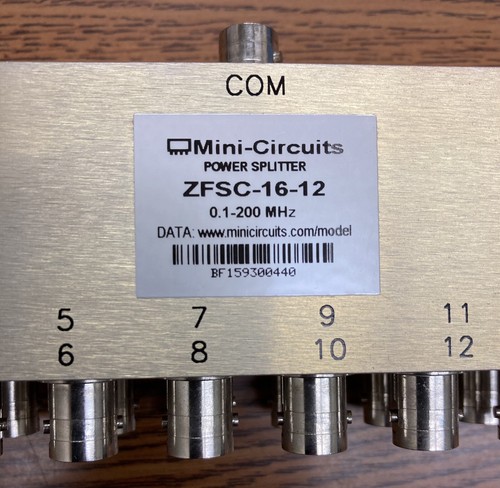 COM
Mini-Circuits
POWER SPLITTER
ZFSC-16-12
0.1-200 MHz
DATA: www.minicircuits.com/model
BF159300440
5 7 9 11
6 8 10 12